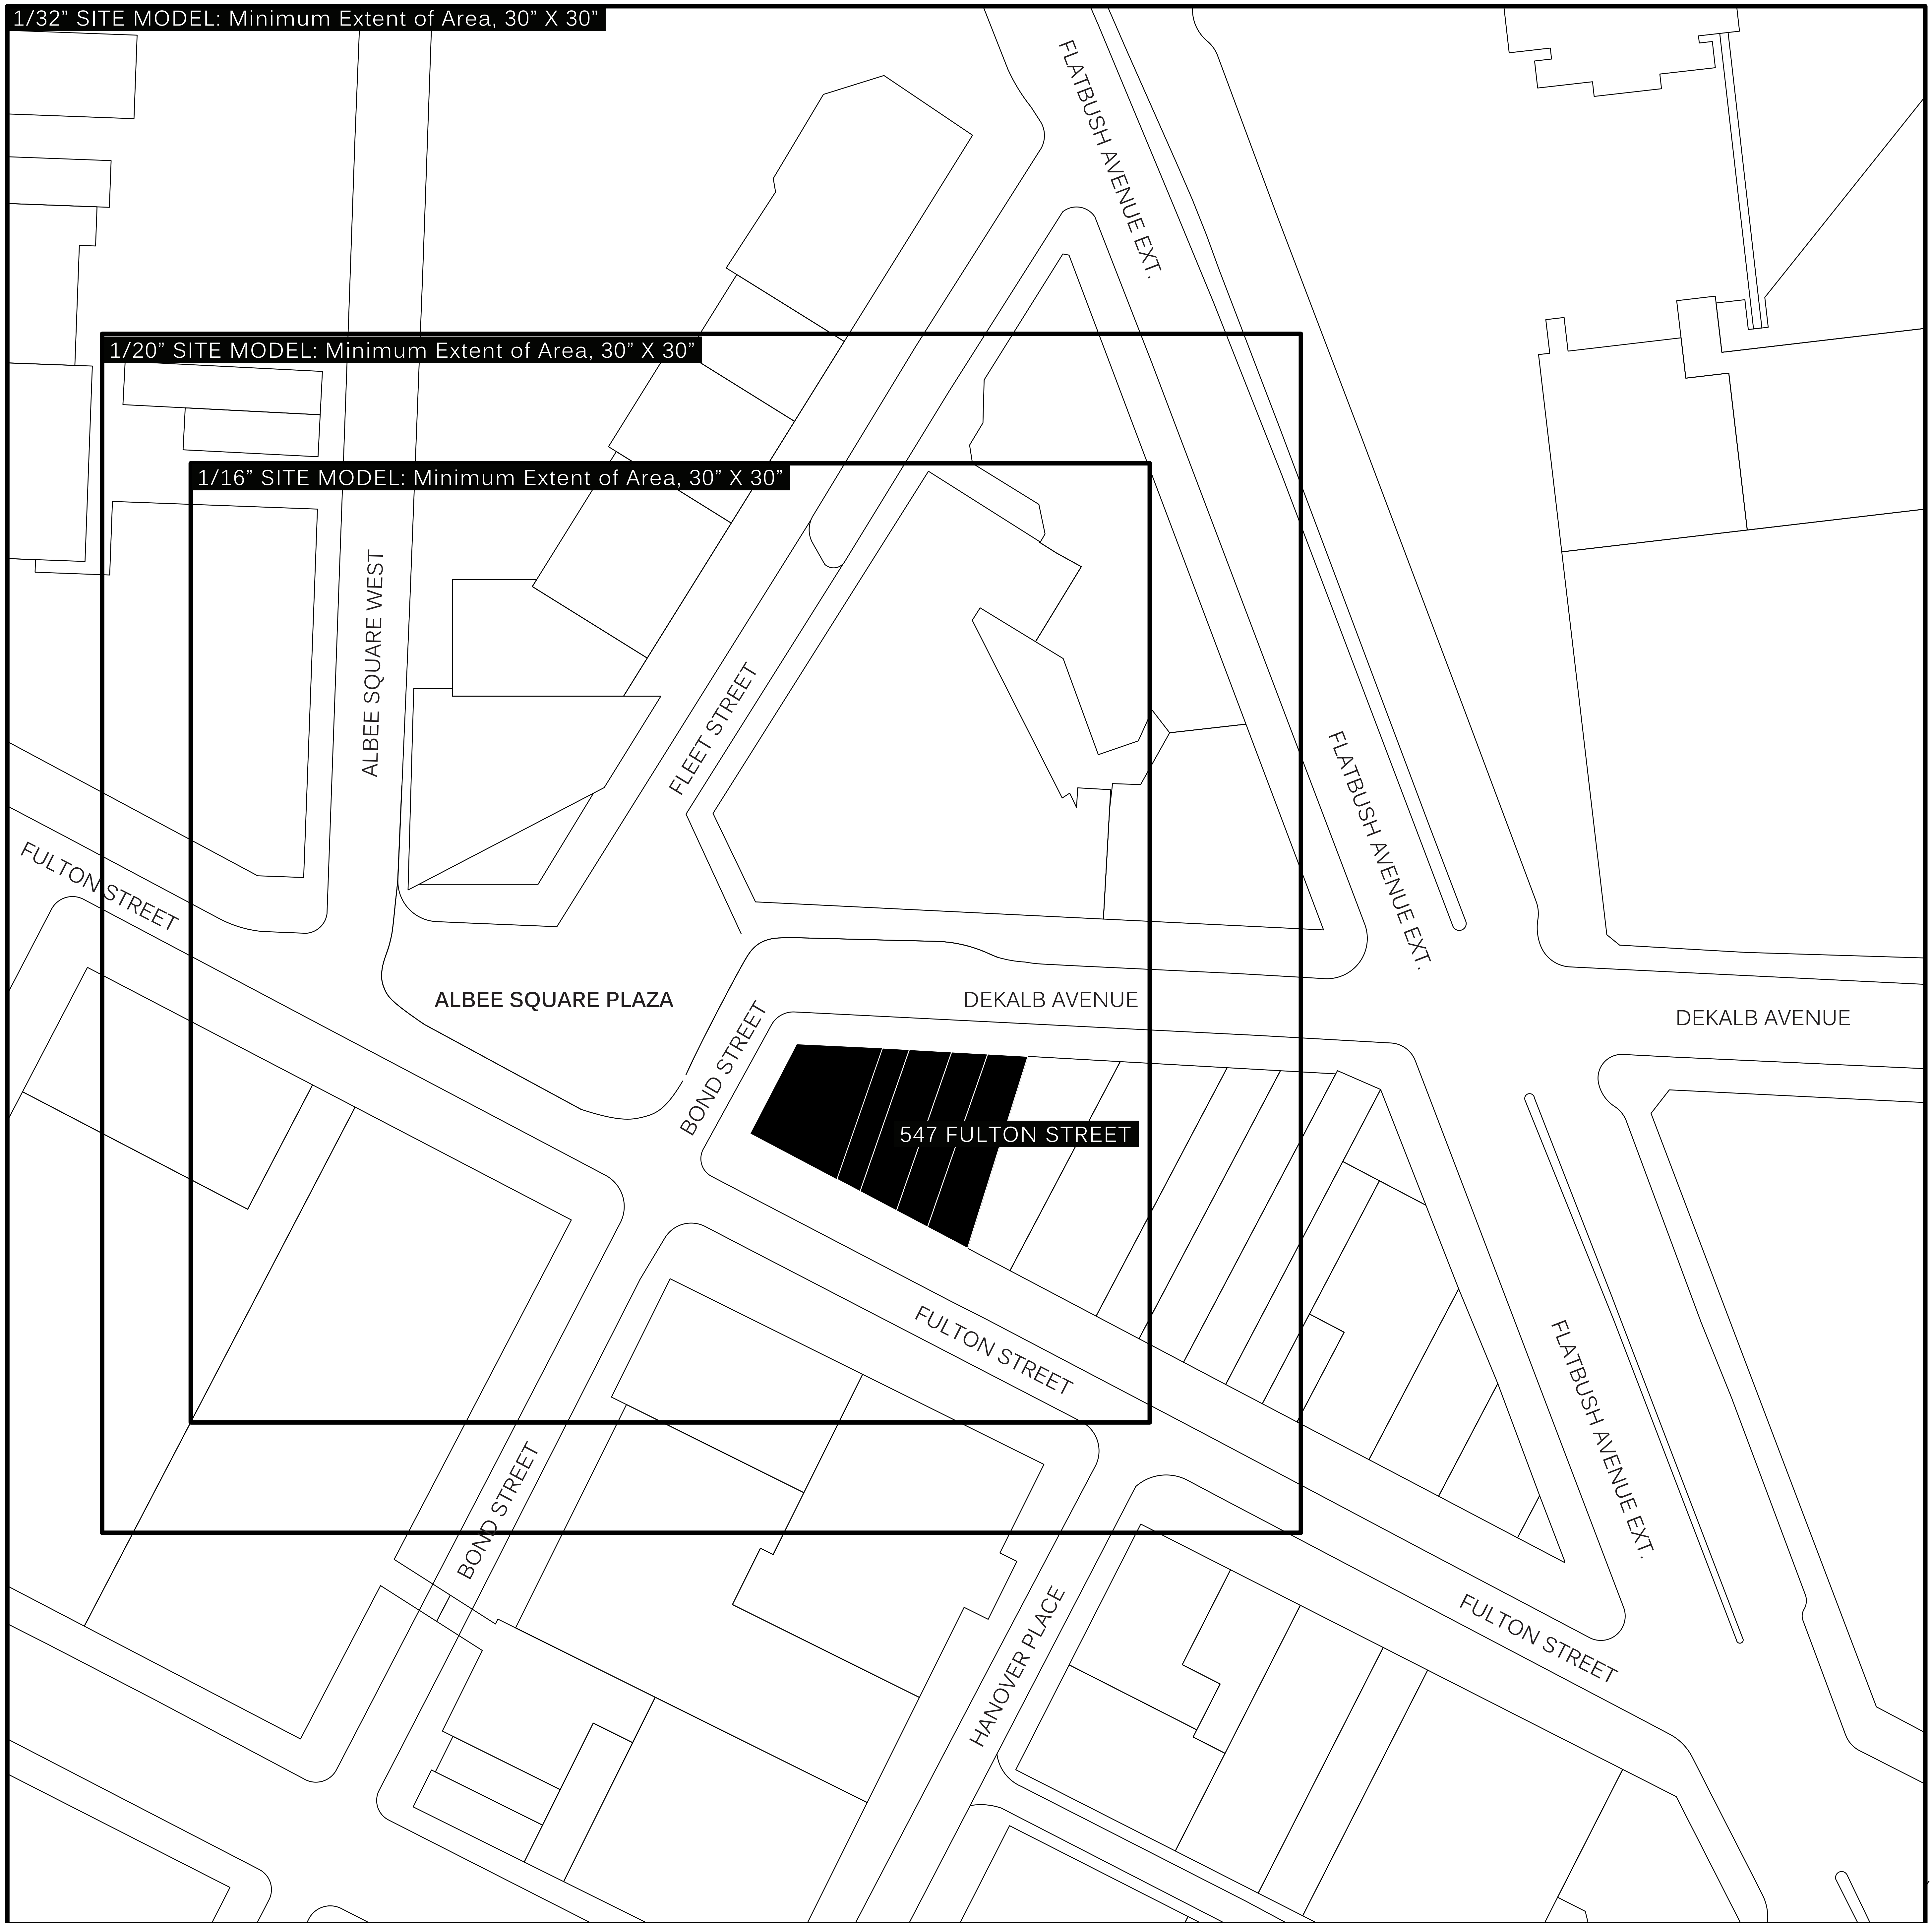 1/32” SITE MODEL: Minimum Extent of Area, 30” X 30”
FLATBUSH AVENUE EXT.
1/20” SITE MODEL: Minimum Extent of Area, 30” X 30”
1/16” SITE MODEL: Minimum Extent of Area, 30” X 30”
ALBEE SQUARE WEST
FLEET STREET
FLATBUSH AVENUE EXT.
FULTON STREET
ALBEE SQUARE PLAZA
DEKALB AVENUE
DEKALB AVENUE
BOND STREET
547 FULTON STREET
FULTON STREET
FLATBUSH AVENUE EXT.
BOND STREET
HANOVER PLACE
FULTON STREET